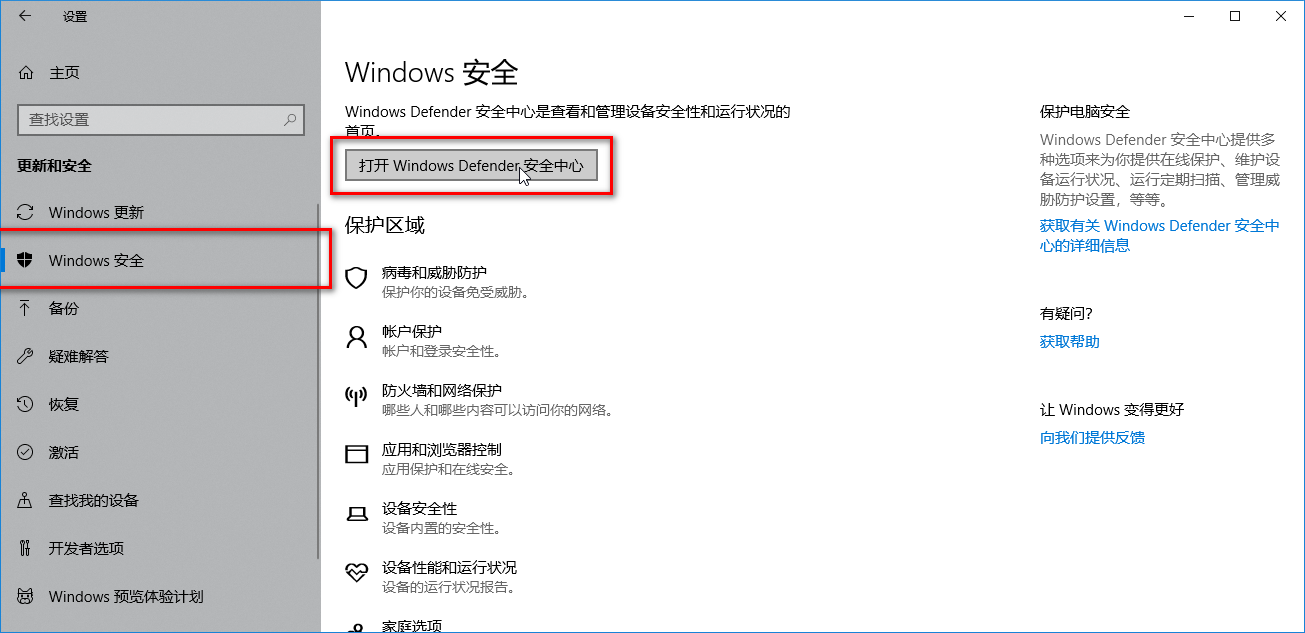 设置
主页
查找设置
更新和安全
Windows 更新
Windows 安全
备份
疑难解答
恢复
激活
查找我的设备
开发者选项
Windows 预览体验计划
Windows 安全
Windows Defender 安全中心是查看和管理设备安全性和运行状况的
首页。
打开 Windows Defender 安全中心
保护区域
病毒和威胁防护
保护你的设备免受威胁。
帐户保护
帐户和登录安全性。
防火墙和网络保护
哪些人和哪些内容可以访问你的网络。
应用和浏览器控制
应用保护和在线安全。
设备安全性
设备内置的安全性。
设备性能和运行状况
设备的运行状况报告。
家庭选项
保护电脑安全
Windows Defender 安全中心提供多
种选项来为你提供在线保护、维护设
备运行状况、运行定期扫描、管理威
胁防护设置，等等。
获取有关 Windows Defender 安全中
心的详细信息
有疑问?
获取帮助
让 Windows 变得更好
向我们提供反馈